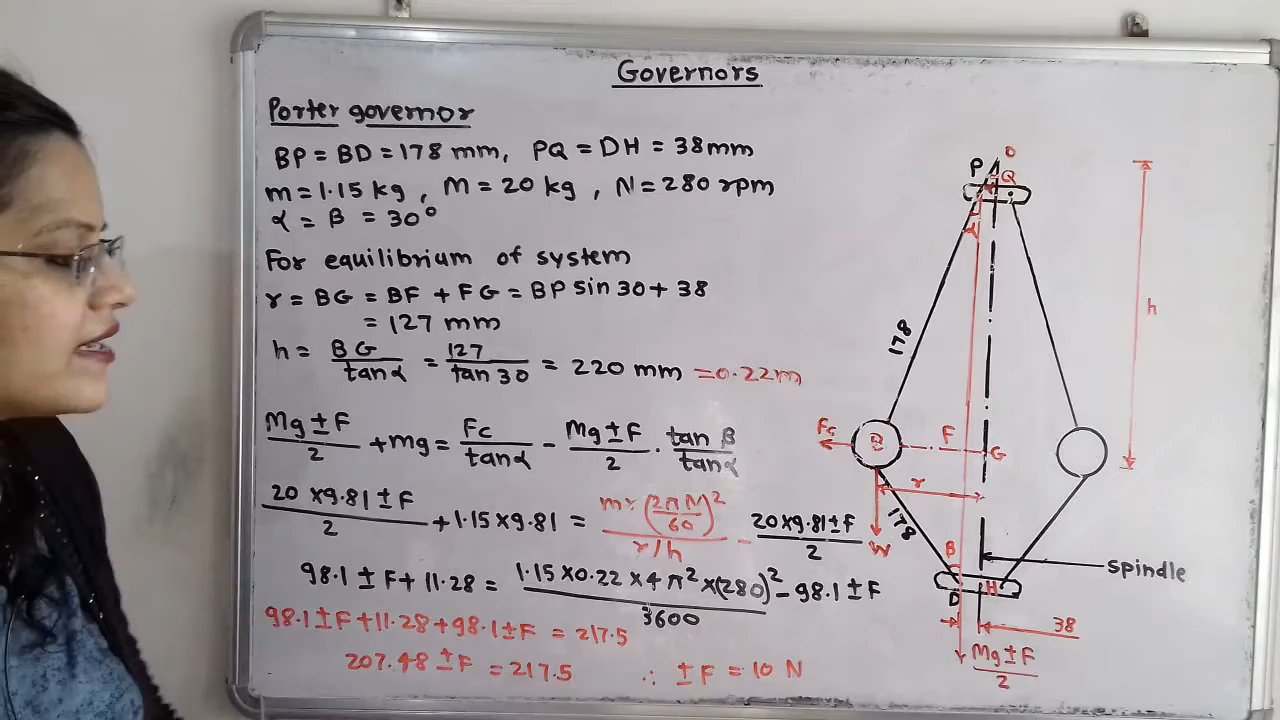 Governors
Porter governor
BP = BD = 178 mm, PQ = DH = 38mm
m = 1.15 kg, M = 20 kg, N = 280 rpm
α = β = 30°
For equilibrium of system
r = BG = BF + FG = BP sin 30 + 38
= 127 mm
h = BG/tanα = 127/tan 30 = 220 mm = 0.22m
Mg ± F/2 + mg = Fc/tanα - Mg ± F/2 . tan β/tanα
20 × 9.81 ± F/2 + 1.15 × 9.81 = mr (2πN/60)²/r/h - 20×9.81±F/2
98.1 ± F + 11.28 = 1.15 × 0.22 × 4π² × (280)²/3600 - 98.1 ± F
98.1 ± F + 11.28 + 98.1 ± F = 217.5
207.48 ± F = 217.5 ∴ ± F = 10 N
O
P
Q
α
h
178
Fc
B
F
G
r
178
W
β
spindle
D
H
38
Mg ± F/2